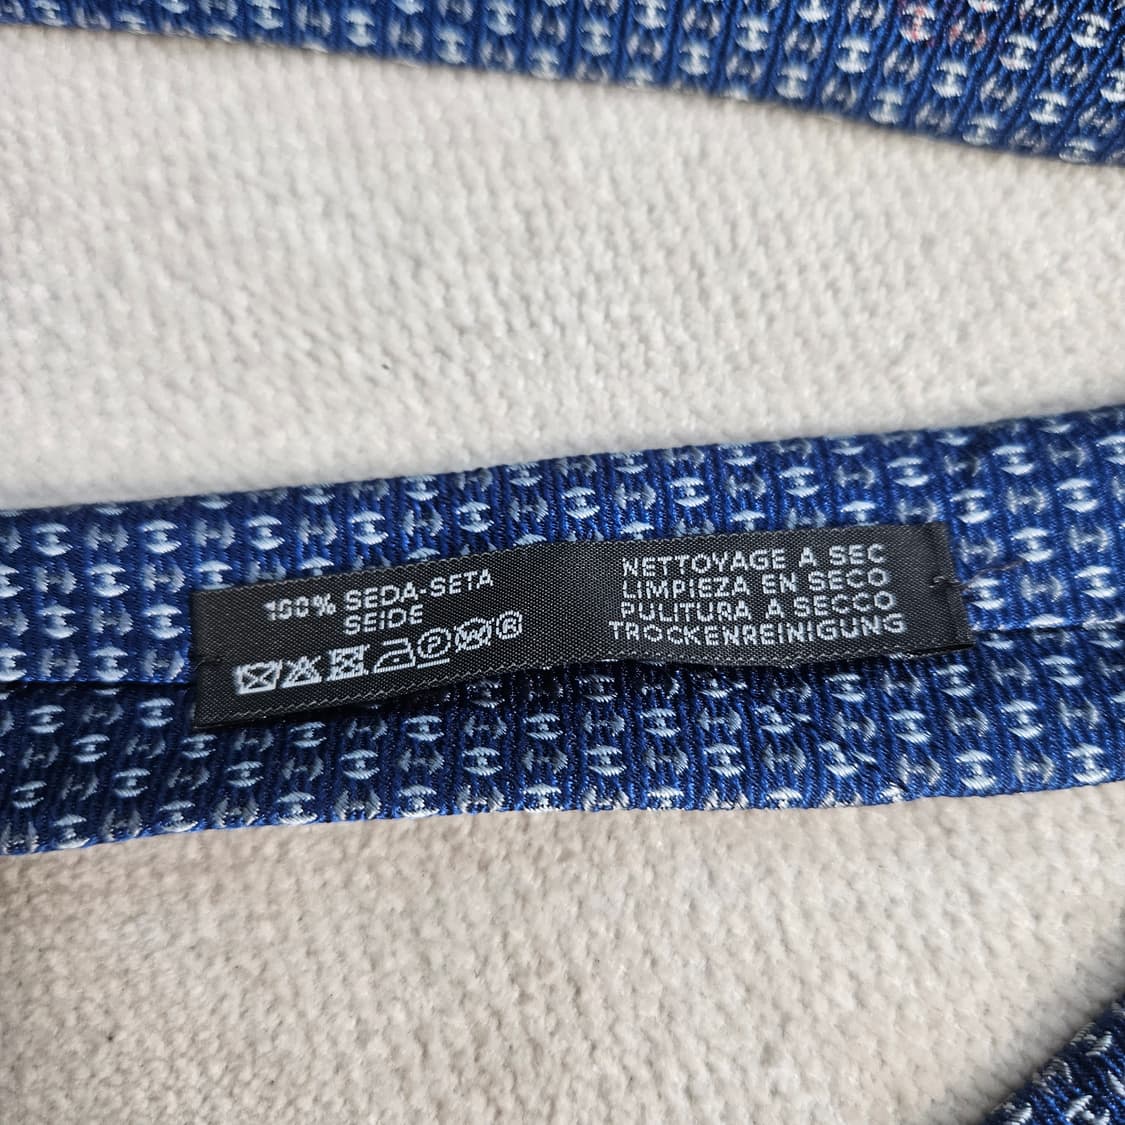 100% SEDA-SETA
SEIDE
P W ®
NETTOYAGE A SEC
LIMPIEZA EN SECO
PULITURA A SECCO
TROCKENREINIGUNG